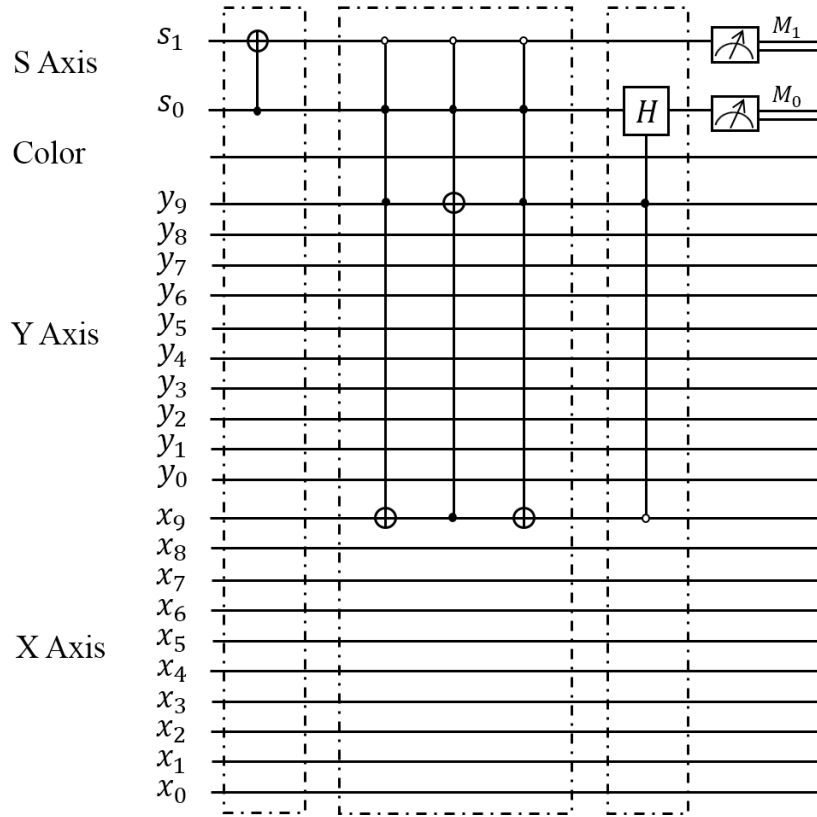 s₁ M₁
S Axis
s₀ H M₀
Color
y₉
y₈
y₇
y₆
y₅
Y Axis
y₄
y₃
y₂
y₁
y₀
x₉
x₈
x₇
x₆
x₅
X Axis
x₄
x₃
x₂
x₁
x₀